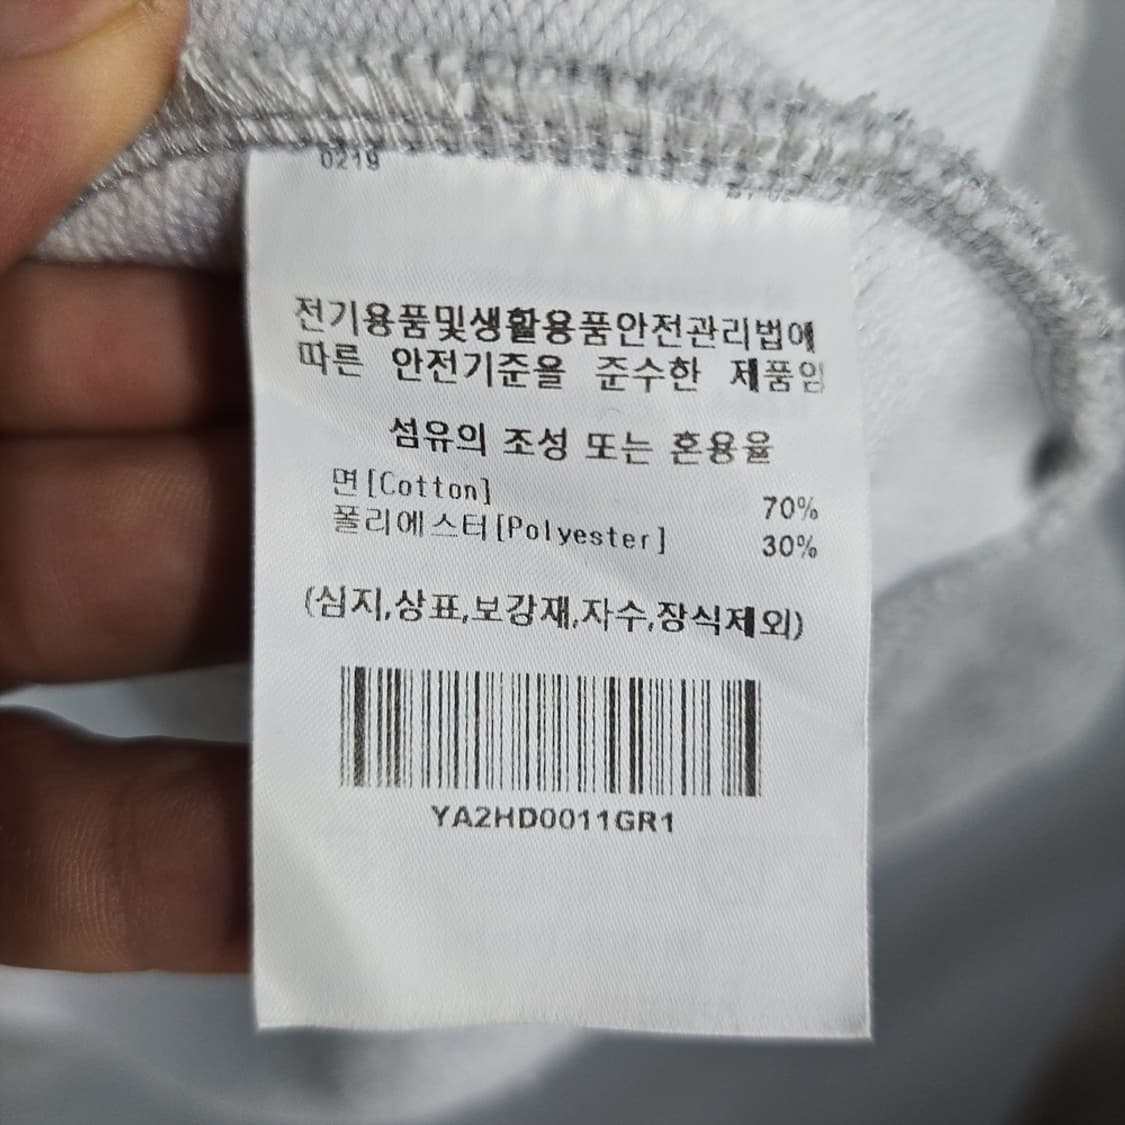 0219
전기용품및생활용품안전관리법에
따른 안전기준을 준수한 제품임
섬유의 조성 또는 혼용율
면[Cotton] 70%
폴리에스터[Polyester] 30%
(심지,상표,보강재,자수,장식제외)
YA2HD0011GR1